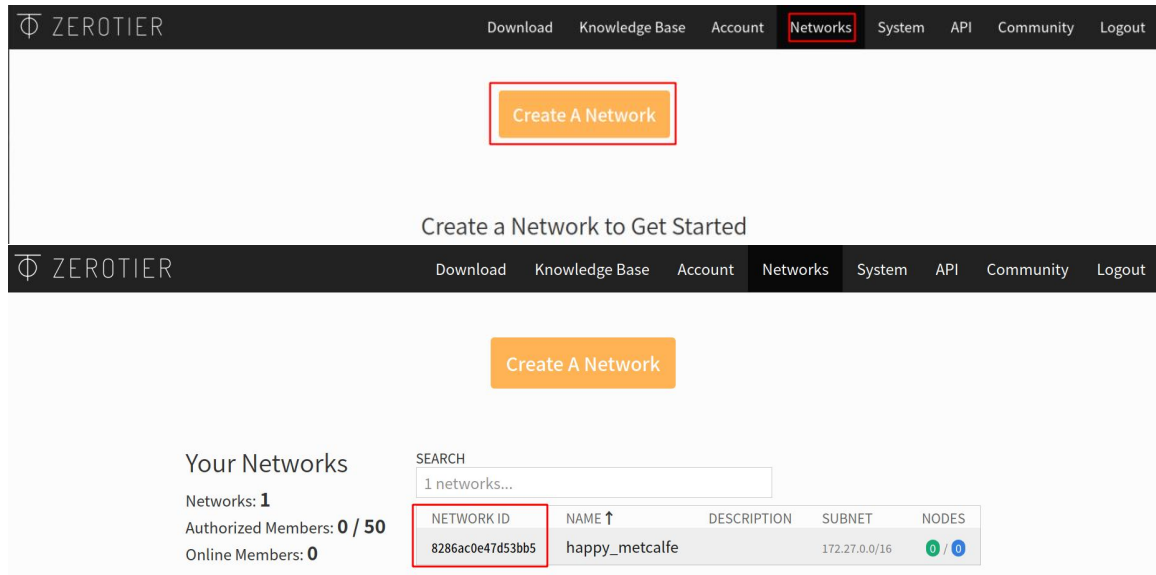 ZEROTIER Download Knowledge Base Account Networks System API Community Logout
Create A Network
Create a Network to Get Started
ZEROTIER Download Knowledge Base Account Networks System API Community Logout
Create A Network
Your Networks
Networks: 1
Authorized Members: 0 / 50
Online Members: 0
SEARCH
1 networks...
NETWORK ID NAME↑ DESCRIPTION SUBNET NODES
8286ac0e47d53bb5 happy_metcalfe 172.27.0.0/16 0 / 0